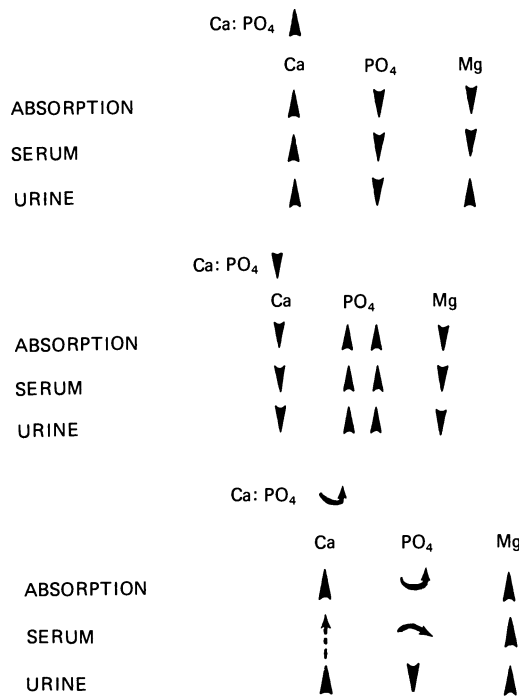 Ca: PO₄
Ca PO₄ Mg
ABSORPTION
SERUM
URINE
Ca: PO₄
Ca PO₄ Mg
ABSORPTION
SERUM
URINE
Ca: PO₄
Ca PO₄ Mg
ABSORPTION
SERUM
URINE